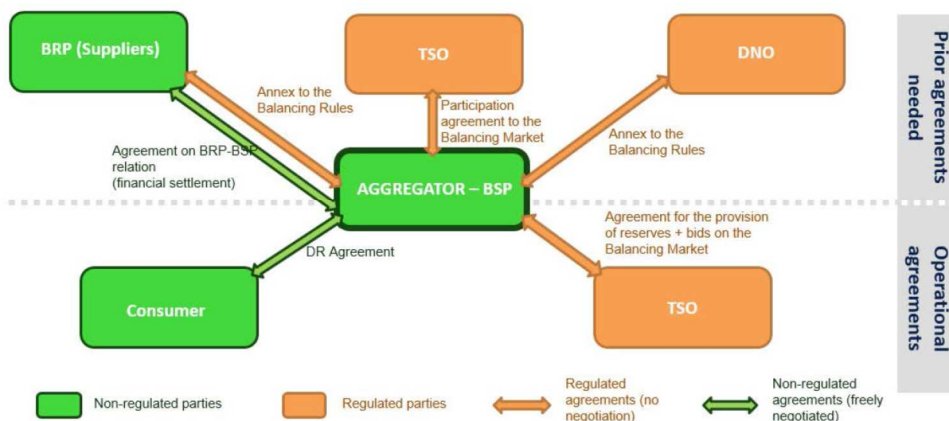 BRP (Suppliers)
TSO
DNO
Prior agreements
needed
Annex to the
Balancing Rules
Participation
agreement to the
Balancing Market
Annex to the
Balancing Rules
Agreement on BRP-BSP
relation
(financial settlement)
AGGREGATOR – BSP
Agreement for the provision
of reserves + bids on the
Balancing Market
DR Agreement
Consumer
TSO
Operational
agreements
Non-regulated parties
Regulated parties
Regulated
agreements (no
negotiation)
Non-regulated
agreements (freely
negotiated)